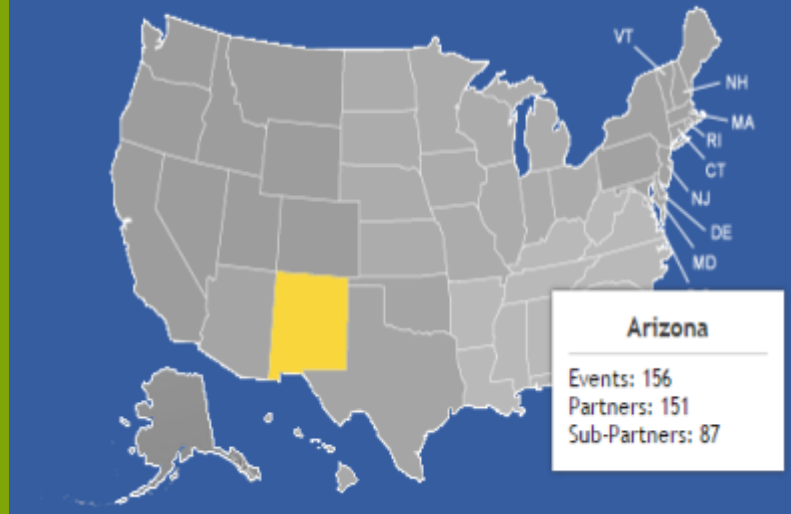 VT
NH
MA
RI
CT
NJ
DE
MD
Arizona
Events: 156
Partners: 151
Sub-Partners: 87